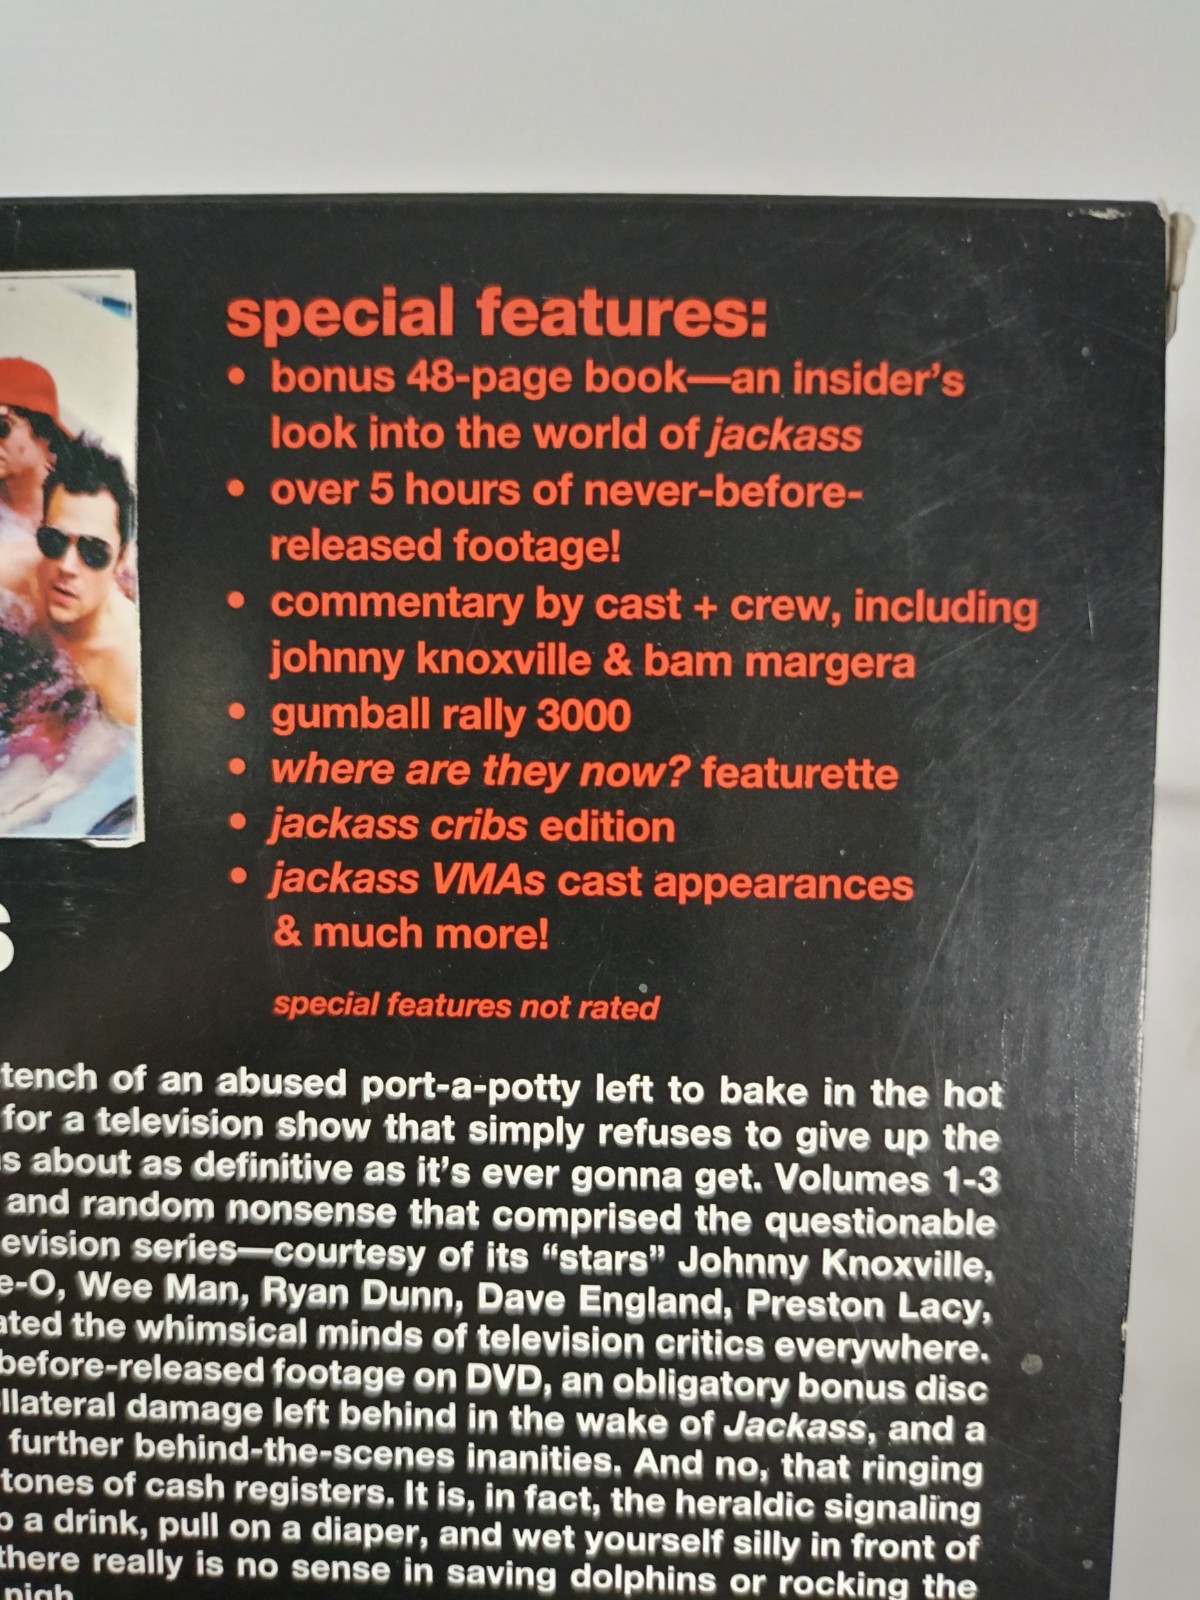 special features:
• bonus 48-page book—an insider's
look into the world of jackass
• over 5 hours of never-before-
released footage!
• commentary by cast + crew, including
johnny knoxville & bam margera
• gumball rally 3000
• where are they now? featurette
• jackass cribs edition
• jackass VMAs cast appearances
& much more!
special features not rated
tench of an abused port-a-potty left to bake in the hot
for a television show that simply refuses to give up the
s about as definitive as it's ever gonna get. Volumes 1-3
and random nonsense that comprised the questionable
evision series—courtesy of its "stars" Johnny Knoxville,
e-O, Wee Man, Ryan Dunn, Dave England, Preston Lacy,
ated the whimsical minds of television critics everywhere.
before-released footage on DVD, an obligatory bonus disc
llateral damage left behind in the wake of Jackass, and a
further behind-the-scenes inanities. And no, that ringing
tones of cash registers. It is, in fact, the heraldic signaling
a drink, pull on a diaper, and wet yourself silly in front of
there really is no sense in saving dolphins or rocking the
nigh